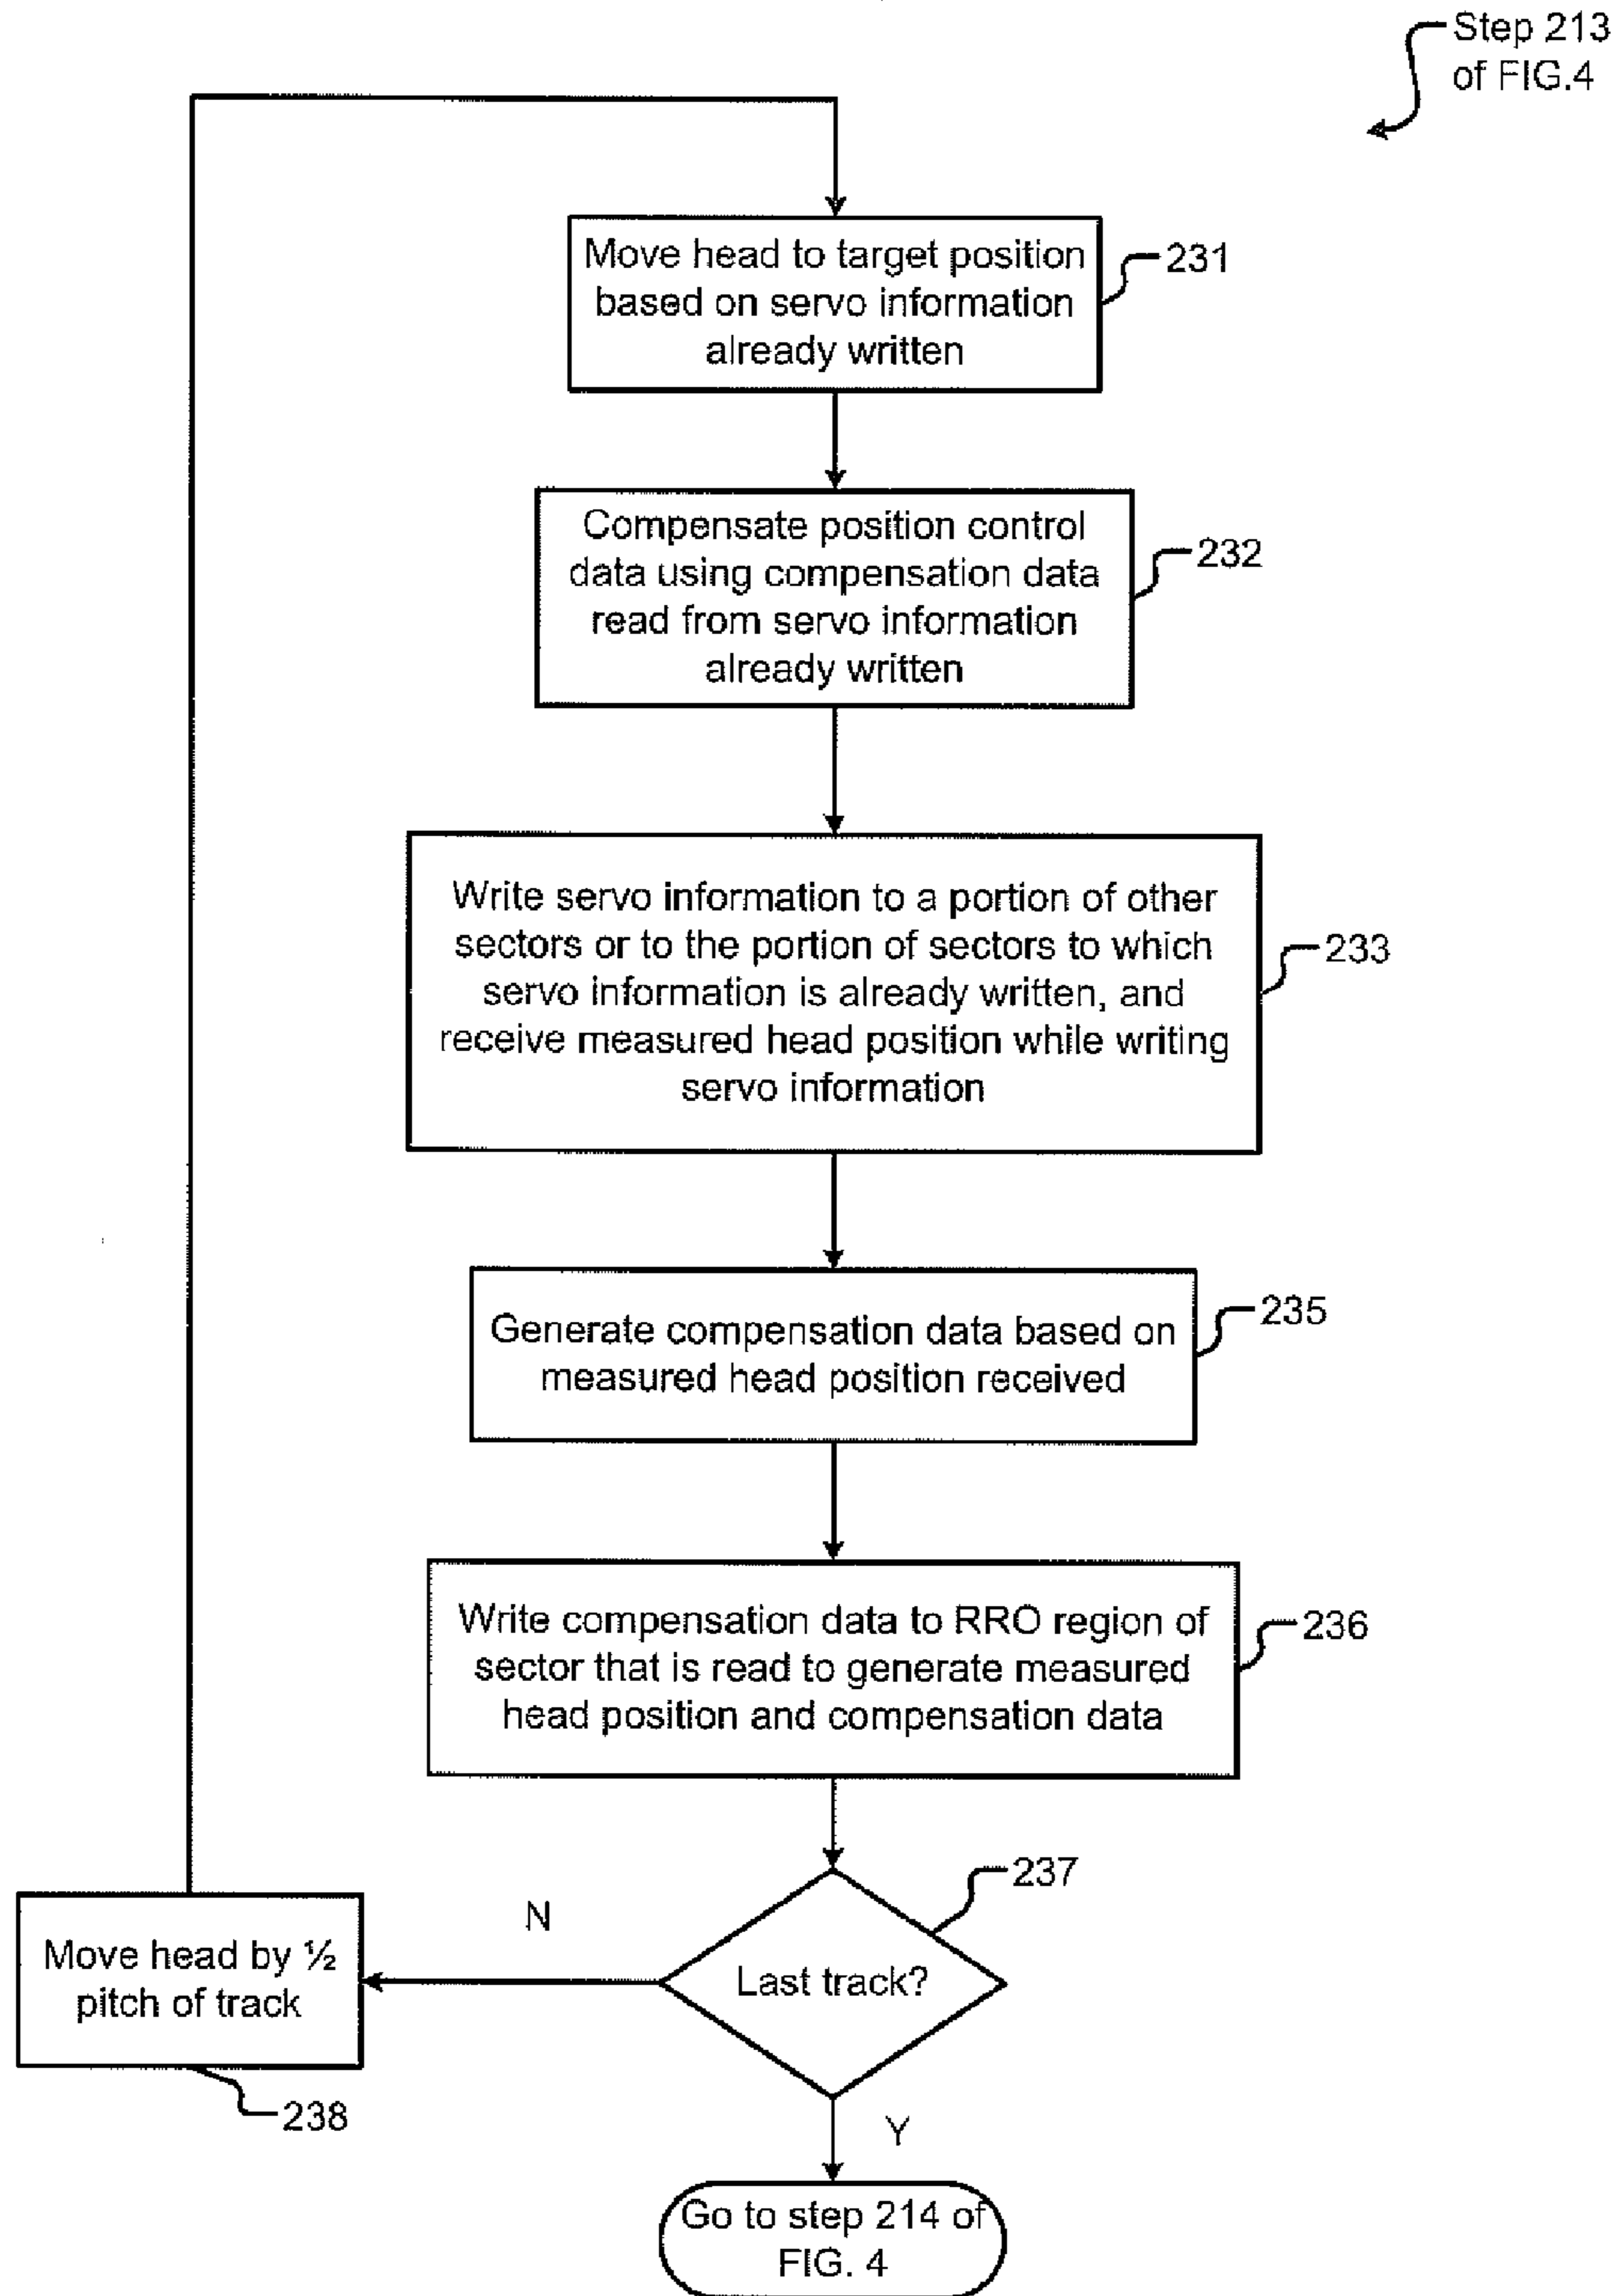 Step 213
of FIG.4
Move head to target position
based on servo information
already written
231
Compensate position control
data using compensation data
read from servo information
already written
232
Write servo information to a portion of other
sectors or to the portion of sectors to which
servo information is already written, and
receive measured head position while writing
servo information
233
Generate compensation data based on
measured head position received
235
Write compensation data to RRO region of
sector that is read to generate measured
head position and compensation data
236
237
Last track?
N
Move head by ½
pitch of track
238
Y
Go to step 214 of
FIG. 4